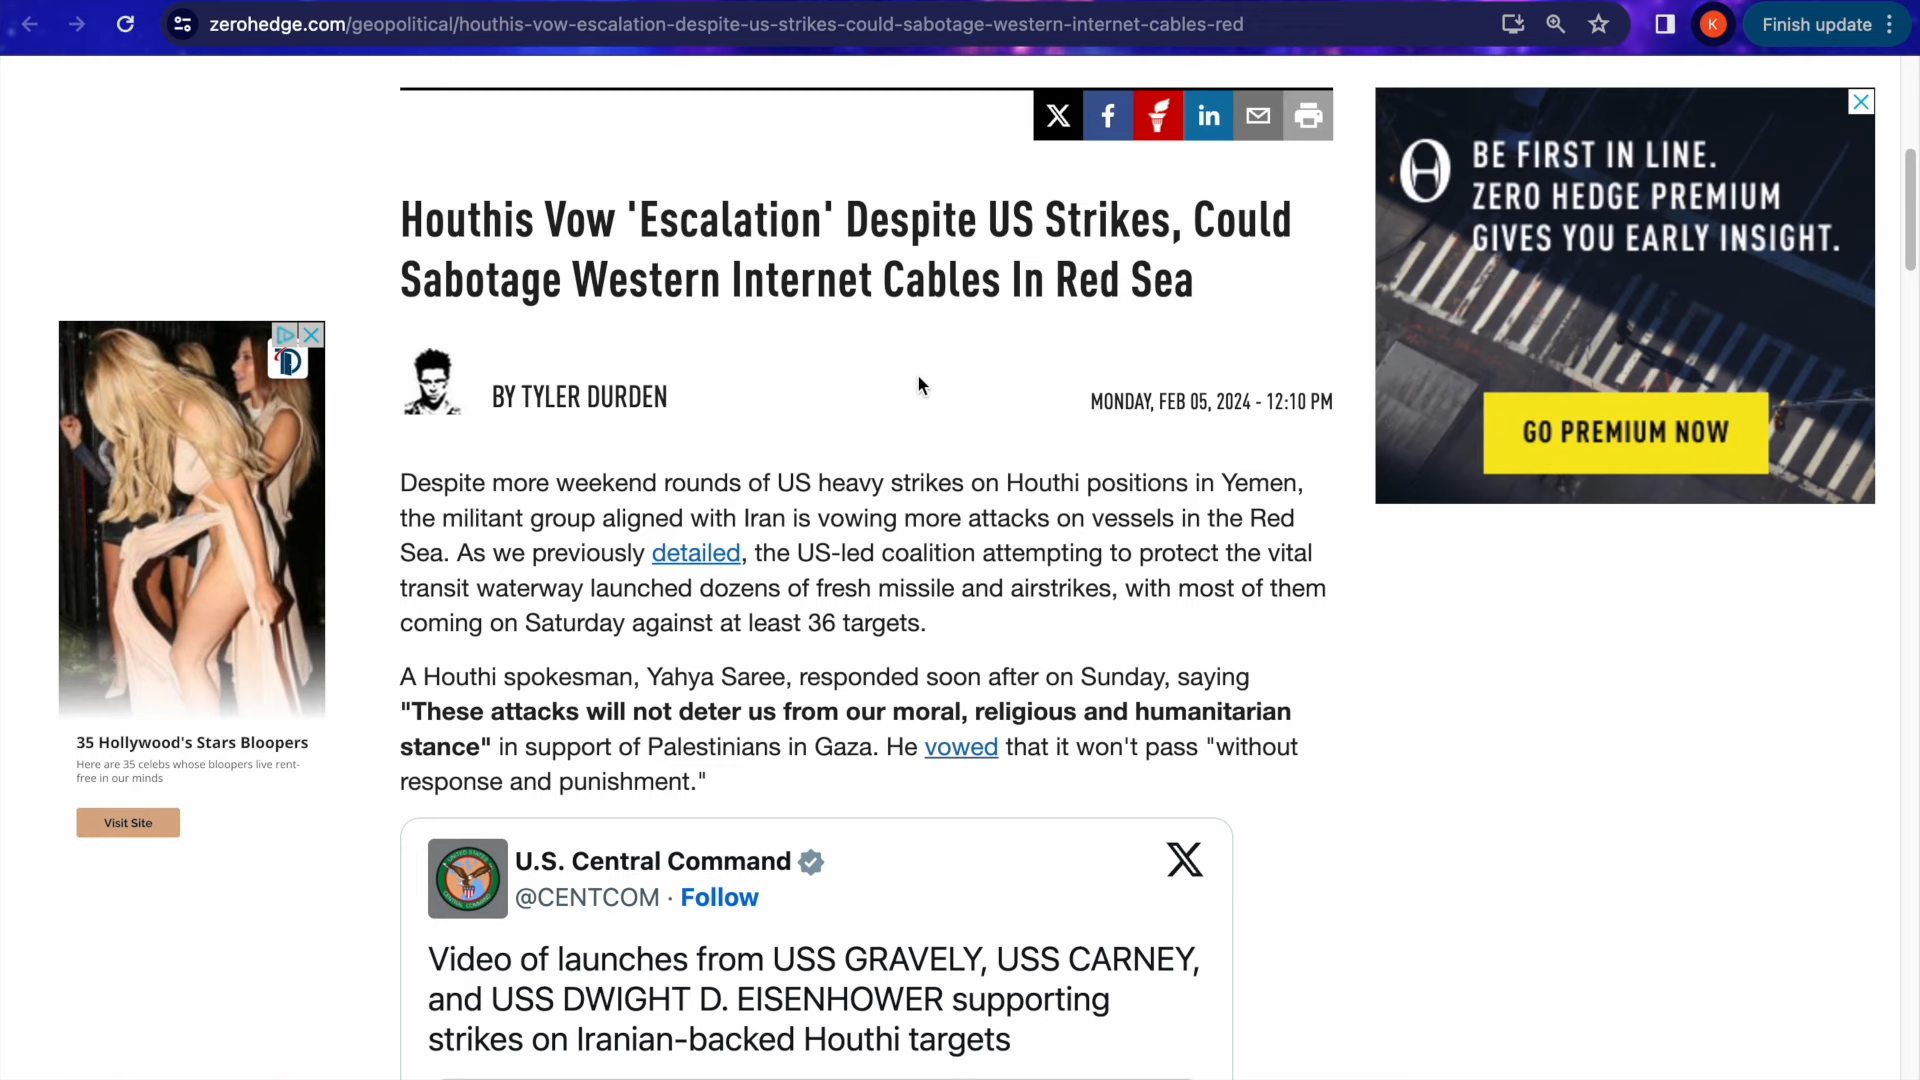 zerohedge.com/geopolitical/houthis-vow-escalation-despite-us-strikes-could-sabotage-western-internet-cables-red
K
Finish update
Houthis Vow 'Escalation' Despite US Strikes, Could
Sabotage Western Internet Cables In Red Sea
BY TYLER DURDEN
MONDAY, FEB 05, 2024 - 12:10 PM
Despite more weekend rounds of US heavy strikes on Houthi positions in Yemen,
the militant group aligned with Iran is vowing more attacks on vessels in the Red
Sea. As we previously detailed, the US-led coalition attempting to protect the vital
transit waterway launched dozens of fresh missile and airstrikes, with most of them
coming on Saturday against at least 36 targets.
A Houthi spokesman, Yahya Saree, responded soon after on Sunday, saying
"These attacks will not deter us from our moral, religious and humanitarian
stance" in support of Palestinians in Gaza. He vowed that it won't pass "without
response and punishment."
U.S. Central Command
@CENTCOM · Follow
Video of launches from USS GRAVELY, USS CARNEY,
and USS DWIGHT D. EISENHOWER supporting
strikes on Iranian-backed Houthi targets
35 Hollywood's Stars Bloopers
Here are 35 celebs whose bloopers live rent-
free in our minds
Visit Site
BE FIRST IN LINE.
ZERO HEDGE PREMIUM
GIVES YOU EARLY INSIGHT.
GO PREMIUM NOW